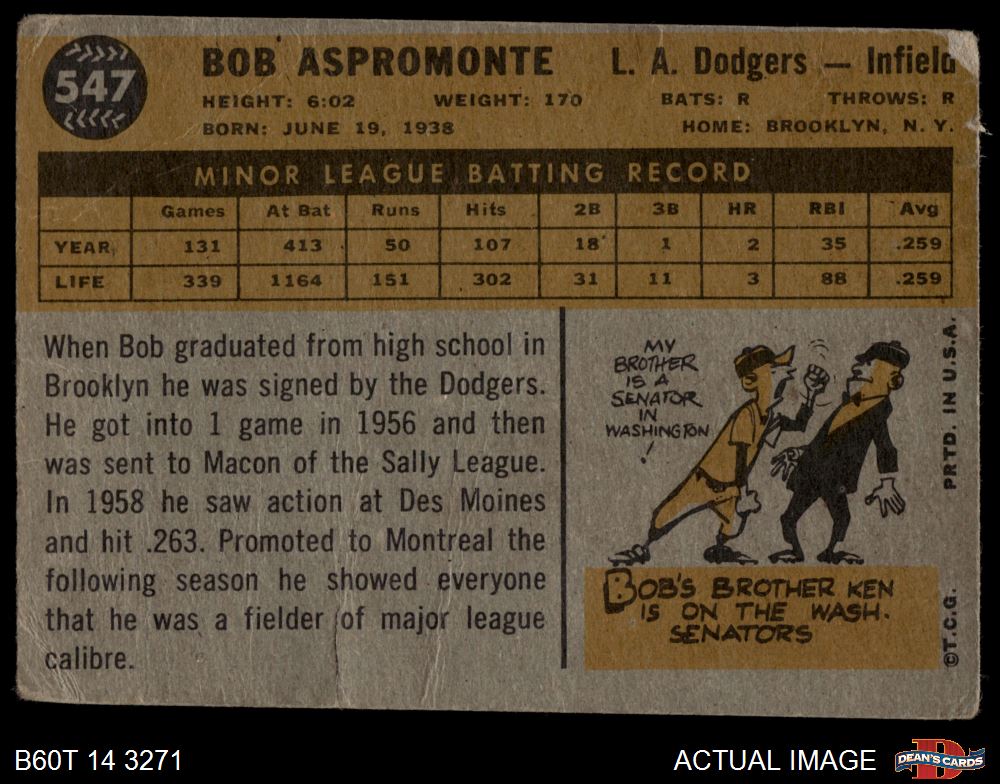 547
BOB ASPROMONTE
L. A. Dodgers — Infield
HEIGHT: 6:02 WEIGHT: 170 BATS: R THROWS: R
BORN: JUNE 19, 1938 HOME: BROOKLYN, N. Y.
MINOR LEAGUE BATTING RECORD
Games At Bat Runs Hits 2B 3B HR RBI Avg
YEAR 131 413 50 107 18 1 2 35 .259
LIFE 339 1164 151 302 31 11 3 88 .259
When Bob graduated from high school in
Brooklyn he was signed by the Dodgers.
He got into 1 game in 1956 and then
was sent to Macon of the Sally League.
In 1958 he saw action at Des Moines
and hit .263. Promoted to Montreal the
following season he showed everyone
that he was a fielder of major league
calibre.
MY
BROTHER
IS A
SENATOR
IN
WASHINGTON
!
BOB'S BROTHER KEN
IS ON THE WASH.
SENATORS
©T.C.G. PRTD. IN U.S.A.
B60T 14 3271
ACTUAL IMAGE
DEAN'S CARDS